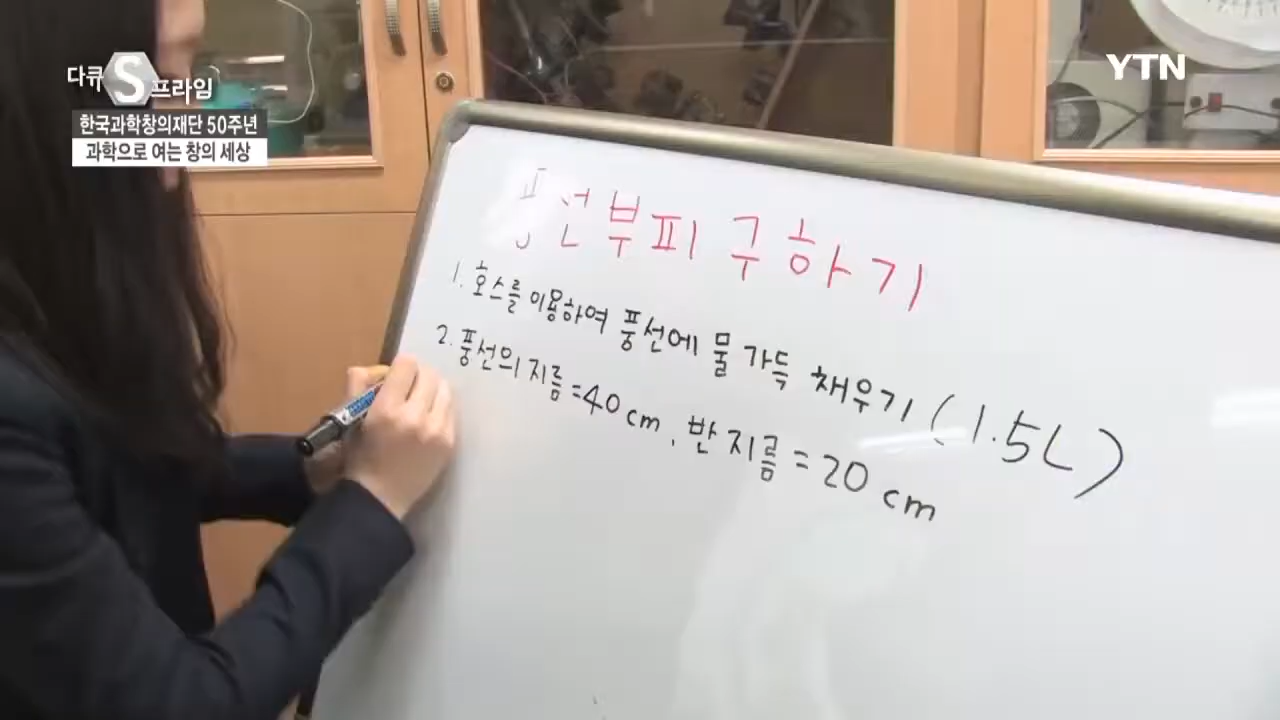 다큐 S 프라임
한국과학창의재단 50주년
과학으로 여는 창의 세상
YTN
풍선 부피 구하기
1. 호스를 이용하여 풍선에 물 가득 채우기 (1.5L)
2. 풍선의 지름 = 40 cm, 반지름 = 20 cm